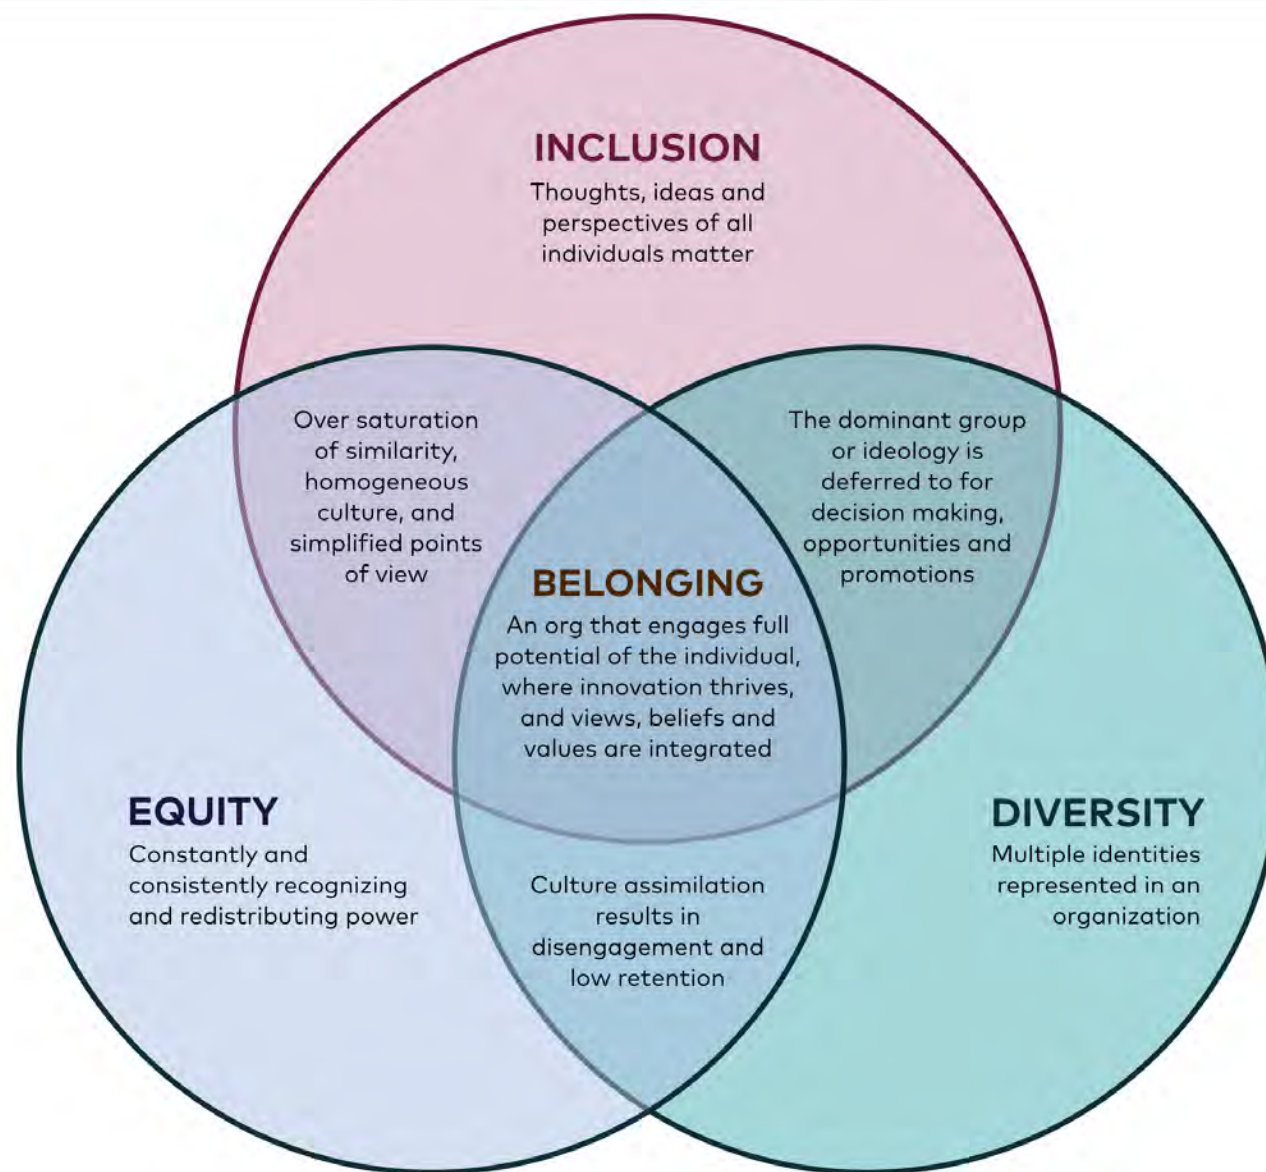 INCLUSION
Thoughts, ideas and
perspectives of all
individuals matter
Over saturation
of similarity,
homogeneous
culture, and
simplified points
of view
The dominant group
or ideology is
deferred to for
decision making,
opportunities and
promotions
BELONGING
An org that engages full
potential of the individual,
where innovation thrives,
and views, beliefs and
values are integrated
EQUITY
Constantly and
consistently recognizing
and redistributing power
DIVERSITY
Multiple identities
represented in an
organization
Culture assimilation
results in
disengagement and
low retention